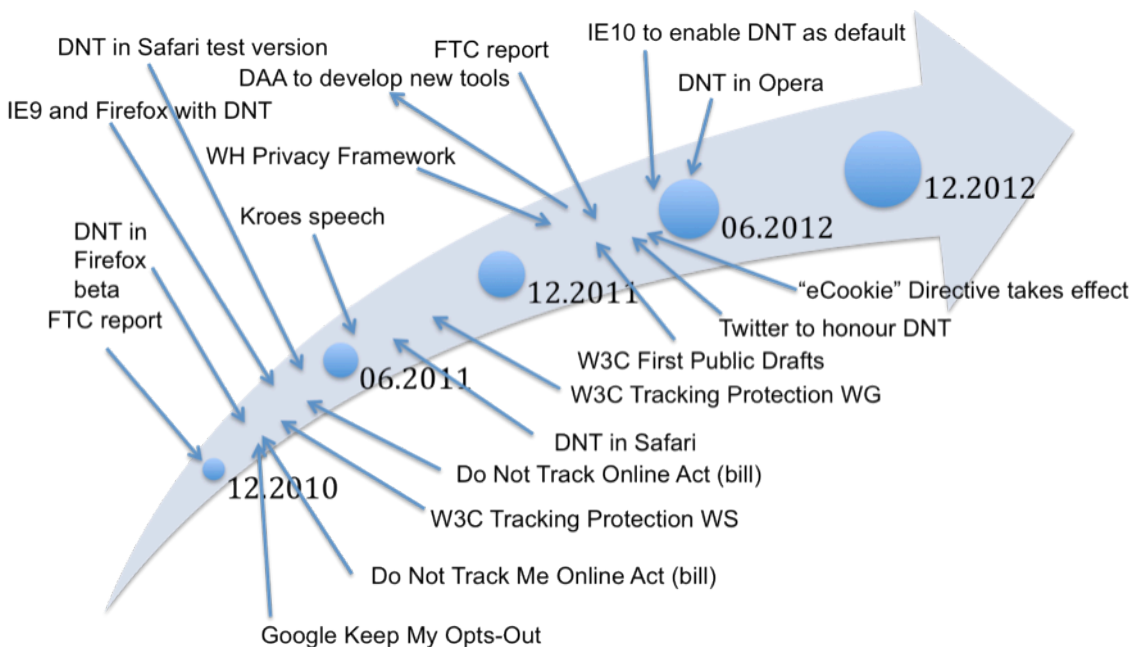 IE10 to enable DNT as default
DNT in Safari test version
FTC report
DAA to develop new tools
DNT in Opera
IE9 and Firefox with DNT
WH Privacy Framework
12.2012
Kroes speech
06.2012
DNT in
Firefox
beta
12.2011
“eCookie” Directive takes effect
FTC report
Twitter to honour DNT
W3C First Public Drafts
06.2011
W3C Tracking Protection WG
DNT in Safari
Do Not Track Online Act (bill)
12.2010
W3C Tracking Protection WS
Do Not Track Me Online Act (bill)
Google Keep My Opts-Out